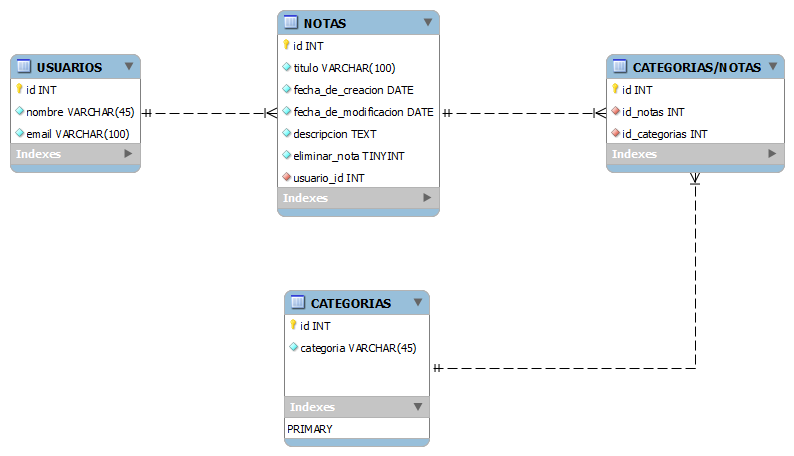 USUARIOS
id INT
nombre VARCHAR(45)
email VARCHAR(100)
Indexes
NOTAS
id INT
titulo VARCHAR(100)
fecha_de_creacion DATE
fecha_de_modificacion DATE
descripcion TEXT
eliminar_nota TINYINT
usuario_id INT
Indexes
CATEGORIAS/NOTAS
id INT
id_notas INT
id_categorias INT
Indexes
CATEGORIAS
id INT
categoria VARCHAR(45)
Indexes
PRIMARY